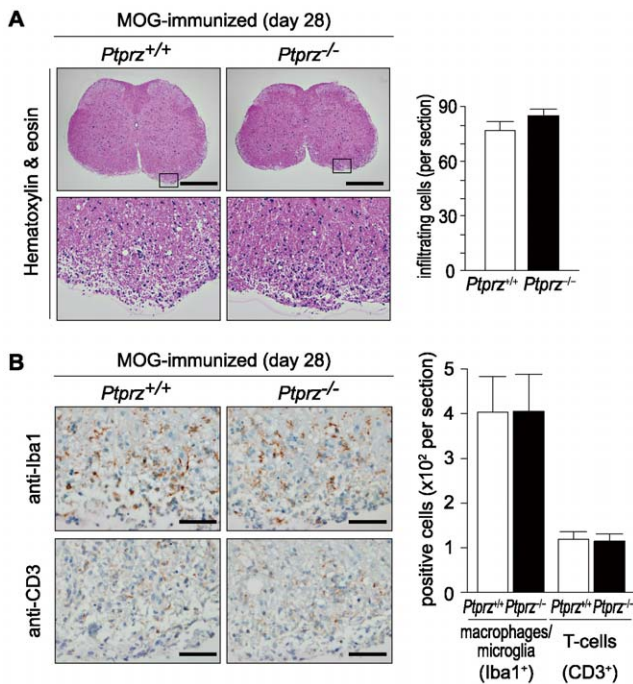 A
MOG-immunized (day 28)
Ptprz+/+
Ptprz-/-
Hematoxylin & eosin
infiltrating cells (per section)
90
60
30
0
Ptprz+/+ Ptprz-/-
B
MOG-immunized (day 28)
Ptprz+/+
Ptprz-/-
anti-Iba1
anti-CD3
positive cells (x10² per section)
5
4
3
2
1
0
Ptprz+/+ Ptprz-/- Ptprz+/+ Ptprz-/-
macrophages/
microglia
(Iba1+)
T-cells
(CD3+)